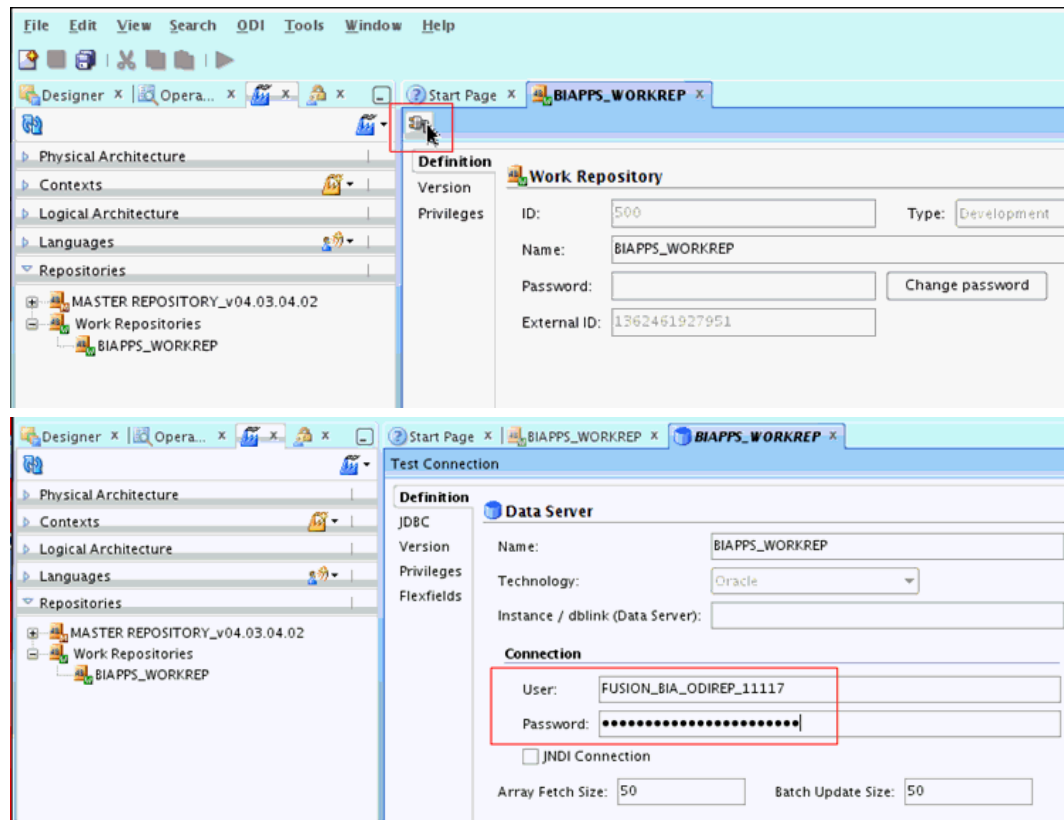 File Edit View Search ODI Tools Window Help
Designer x Opera... x x x Start Page x BIAPPS_WORKREP x
Physical Architecture
Contexts
Logical Architecture
Languages
Repositories
MASTER REPOSITORY_v04.03.04.02
Work Repositories
BIAPPS_WORKREP
Definition
Version
Privileges
Work Repository
ID: 500 Type: Development
Name: BIAPPS_WORKREP
Password: Change password
External ID: 1362461927951
Designer x Opera... x x x Start Page x BIAPPS_WORKREP x BIAPPS_WORKREP x
Test Connection
Physical Architecture
Contexts
Logical Architecture
Languages
Repositories
MASTER REPOSITORY_v04.03.04.02
Work Repositories
BIAPPS_WORKREP
Definition
JDBC
Version
Privileges
Flexfields
Data Server
Name: BIAPPS_WORKREP
Technology: Oracle
Instance / dblink (Data Server):
Connection
User: FUSION_BIA_ODIREP_11117
Password: •••••••••••••••••••••••
JNDI Connection
Array Fetch Size: 50 Batch Update Size: 50